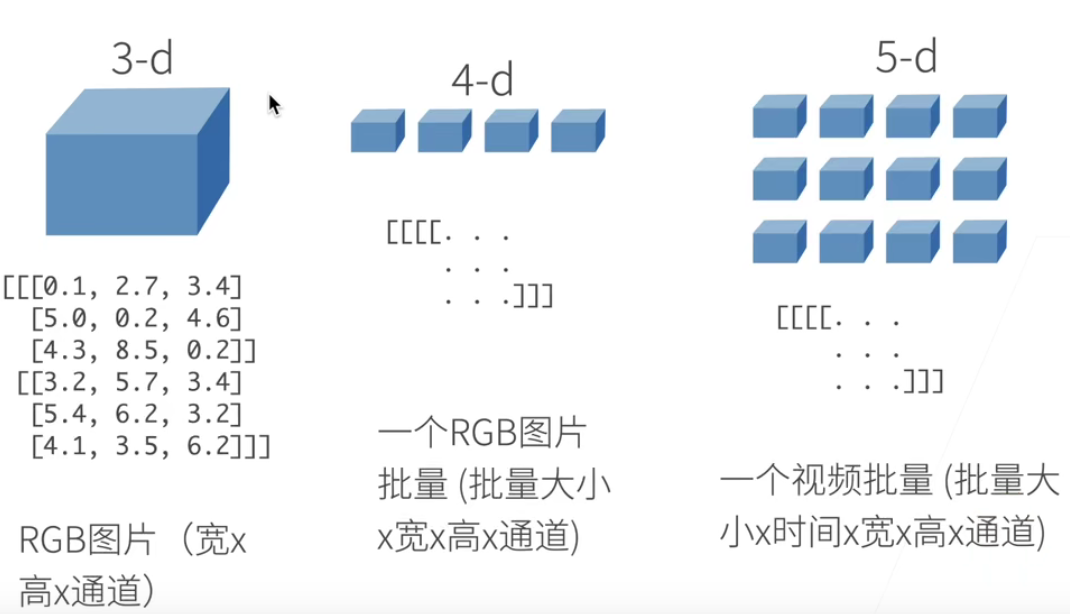 3-d
[[[0.1, 2.7, 3.4]
[5.0, 0.2, 4.6]
[4.3, 8.5, 0.2]]
[[3.2, 5.7, 3.4]
[5.4, 6.2, 3.2]
[4.1, 3.5, 6.2]]]
RGB图片（宽x
高x通道）
4-d
[[[[. . .
. . .
. . .]]]
一个RGB图片
批量 (批量大小
x宽x高x通道)
5-d
[[[[. . .
. . .
. . .]]]
一个视频批量 (批量大
小x时间x宽x高x通道)